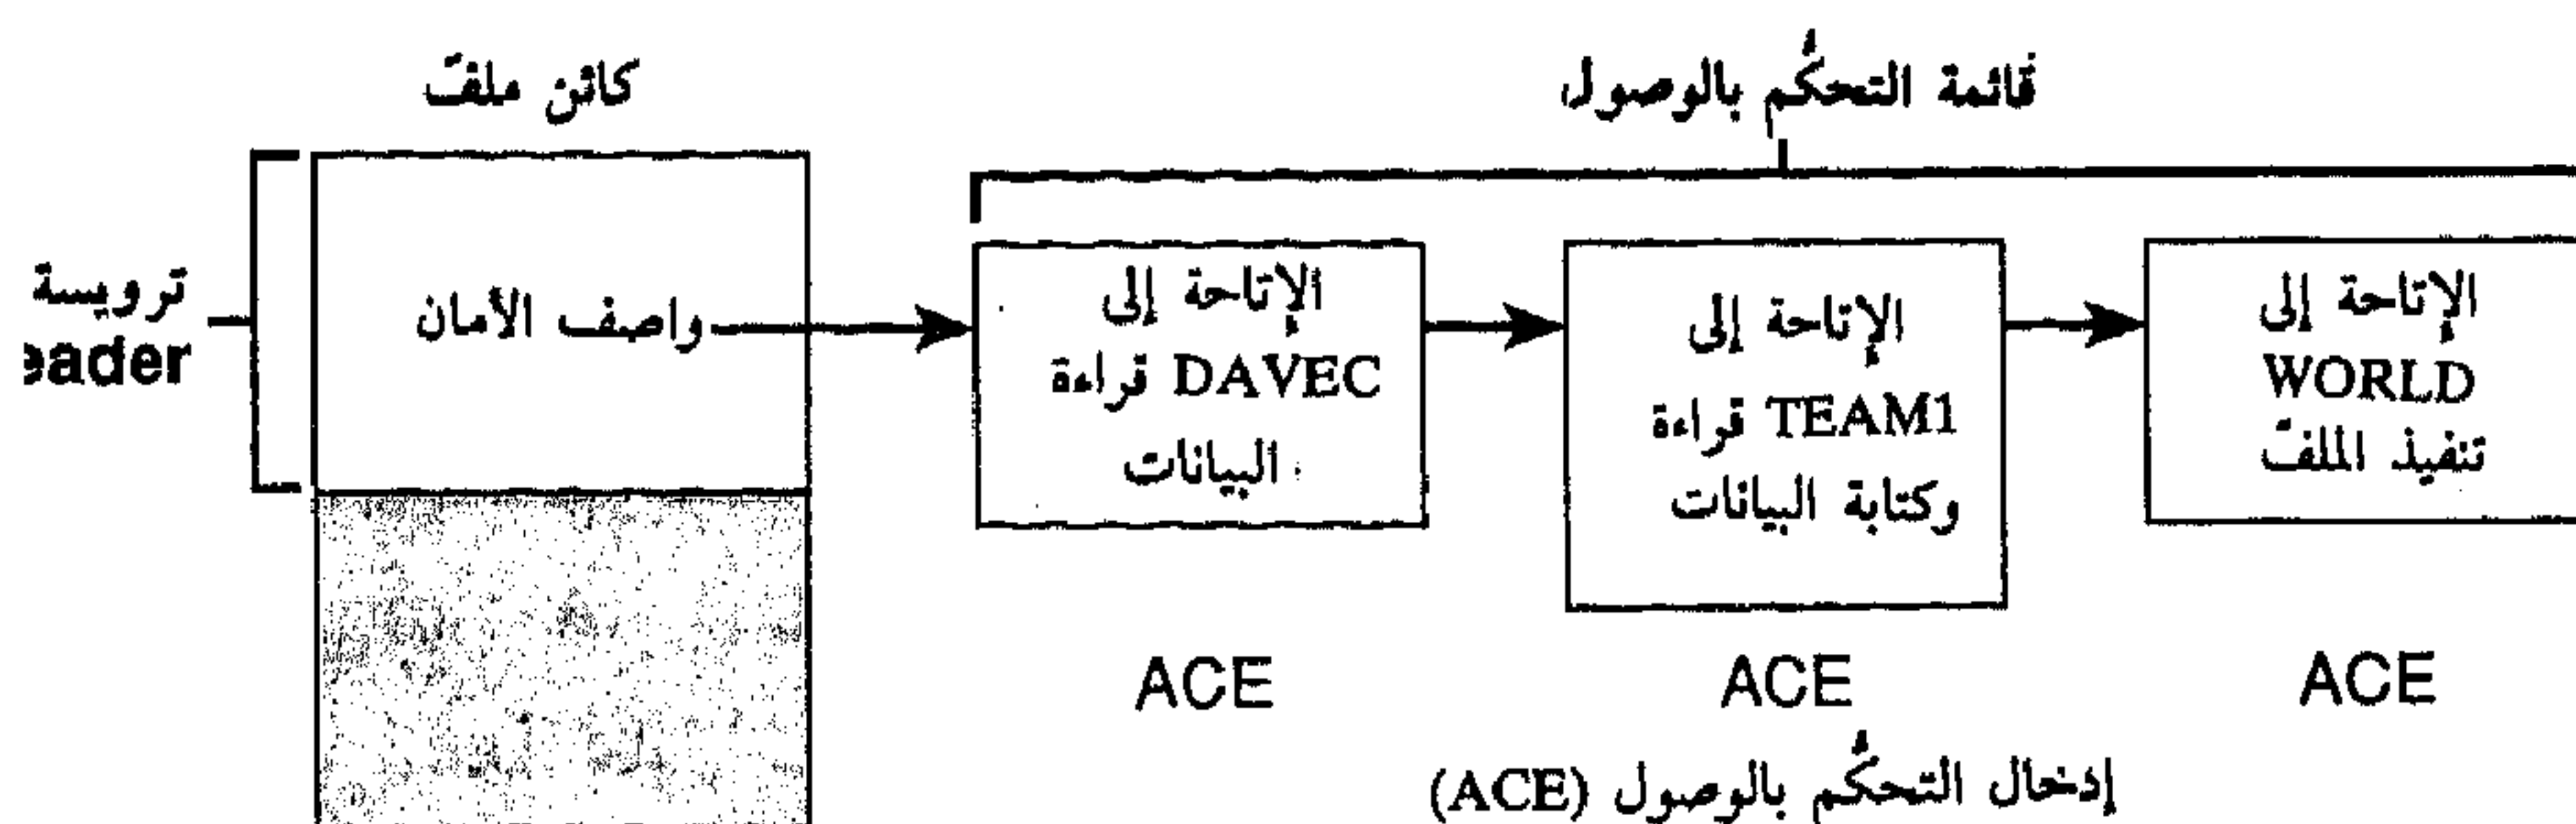 قائمة التحكُّم بالوصول
كائن ملفّ
ترويسة
eader
واصف الأمان
الإتاحة إلى
DAVEC قراءة
البيانات
الإتاحة إلى
TEAM1 قراءة
وكتابة البيانات
الإتاحة إلى
WORLD
تنفيذ الملفّ
ACE
ACE
ACE
إدخال التحكُّم بالوصول (ACE)